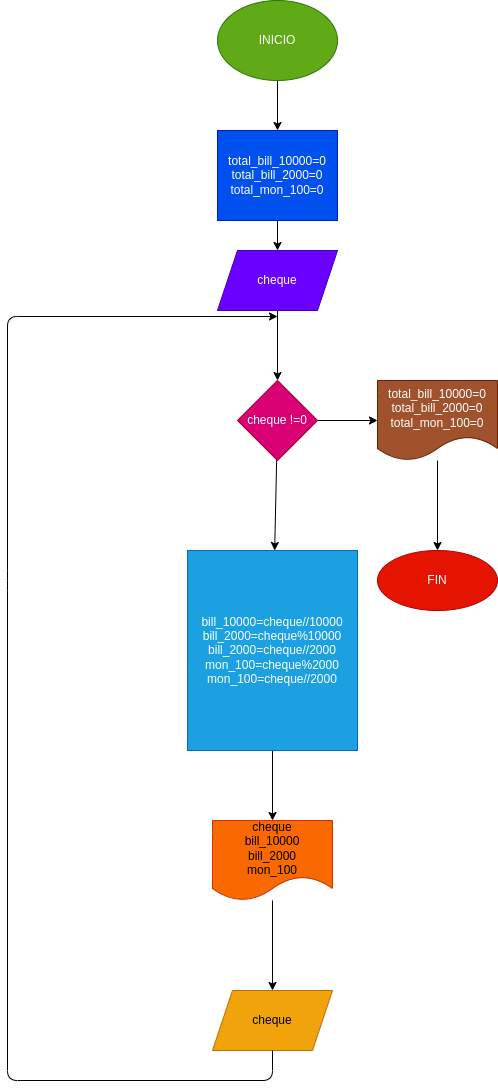 INICIO
total_bill_10000=0
total_bill_2000=0
total_mon_100=0
cheque
cheque !=0
total_bill_10000=0
total_bill_2000=0
total_mon_100=0
FIN
bill_10000=cheque//10000
bill_2000=cheque%10000
bill_2000=cheque//2000
mon_100=cheque%2000
mon_100=cheque//2000
cheque
bill_10000
bill_2000
mon_100
cheque